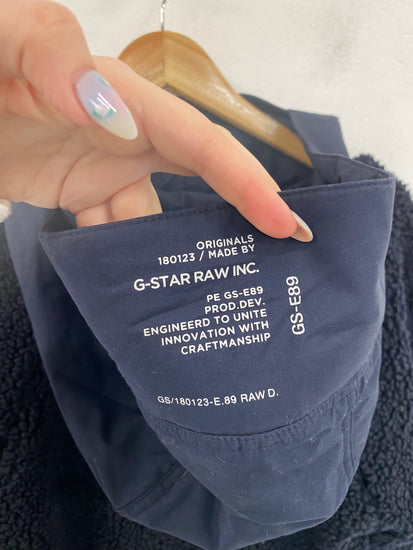 ORIGINALS
180123 / MADE BY
G-STAR RAW INC.
PE GS-E89
PROD.DEV.
ENGINEERD TO UNITE
INNOVATION WITH
CRAFTMANSHIP
GS-E89
GS/180123-E.89 RAW D.